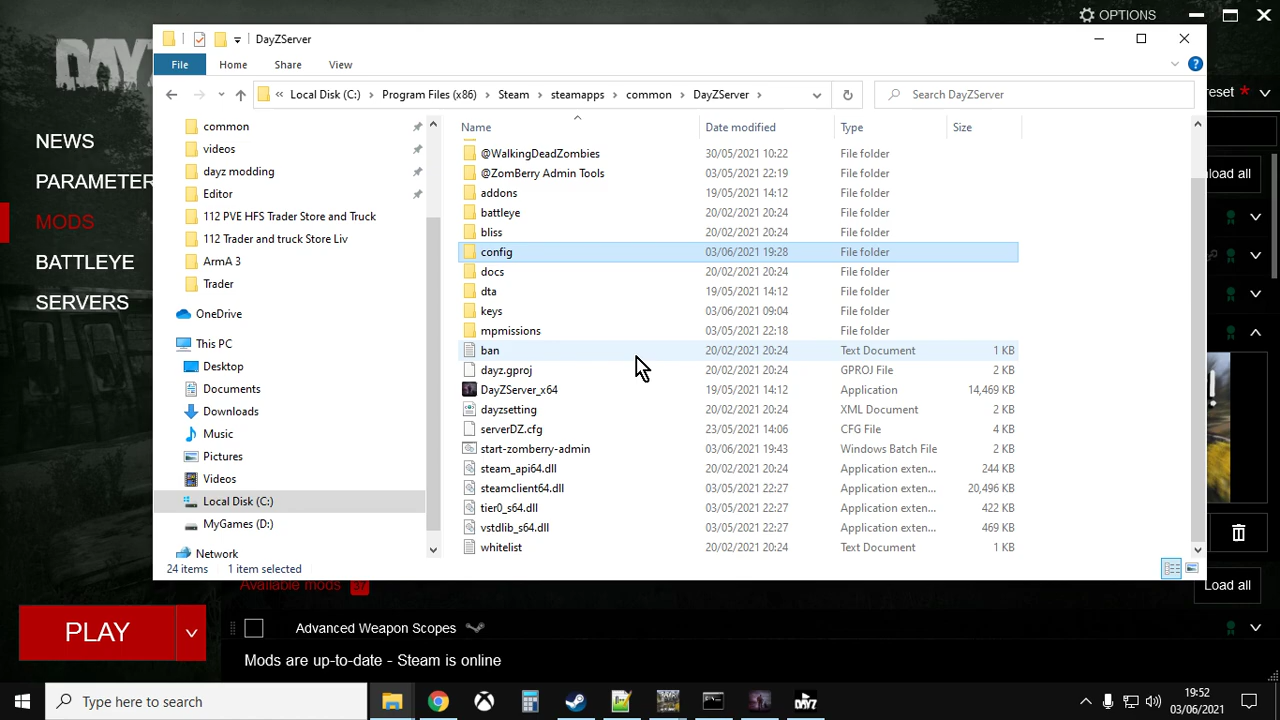 OPTIONS
DayZServer
DAYZ
File Home Share View
« Local Disk (C:) > Program Files (x86) > Steam > steamapps > common > DayZServer >
Search DayZServer
NEWS
PARAMETER
MODS
BATTLEYE
SERVERS
common
videos
dayz modding
Editor
112 PVE HFS Trader Store and Truck
112 Trader and truck Store Liv
ArmA 3
Trader
OneDrive
This PC
Desktop
Documents
Downloads
Music
Pictures
Videos
Local Disk (C:)
MyGames (D:)
Network
Name Date modified Type Size
@WalkingDeadZombies 30/05/2021 10:22 File folder
@ZomBerry Admin Tools 03/05/2021 22:19 File folder
addons 19/05/2021 14:12 File folder
battleye 20/02/2021 20:24 File folder
bliss 20/02/2021 20:24 File folder
config 03/06/2021 19:28 File folder
docs 20/02/2021 20:24 File folder
dta 19/05/2021 14:12 File folder
keys 03/06/2021 09:04 File folder
mpmissions 03/05/2021 22:18 File folder
ban 20/02/2021 20:24 Text Document 1 KB
dayz.gproj 20/02/2021 20:24 GPROJ File 2 KB
DayZServer_x64 19/05/2021 14:12 Application 14,469 KB
dayzsetting 20/02/2021 20:24 XML Document 2 KB
serverDZ.cfg 23/05/2021 14:06 CFG File 4 KB
start-zomberry-admin 03/06/2021 19:43 Windows Batch File 2 KB
steam_api64.dll 20/02/2021 20:24 Application exten... 244 KB
steamclient64.dll 03/05/2021 22:27 Application exten... 20,496 KB
tier0_s64.dll 03/05/2021 22:27 Application exten... 422 KB
vstdlib_s64.dll 03/05/2021 22:27 Application exten... 469 KB
whitelist 20/02/2021 20:24 Text Document 1 KB
24 items 1 item selected
reset *
load all
Available mods 37
Load all
PLAY
Advanced Weapon Scopes
Mods are up-to-date - Steam is online
Type here to search
19:52
03/06/2021